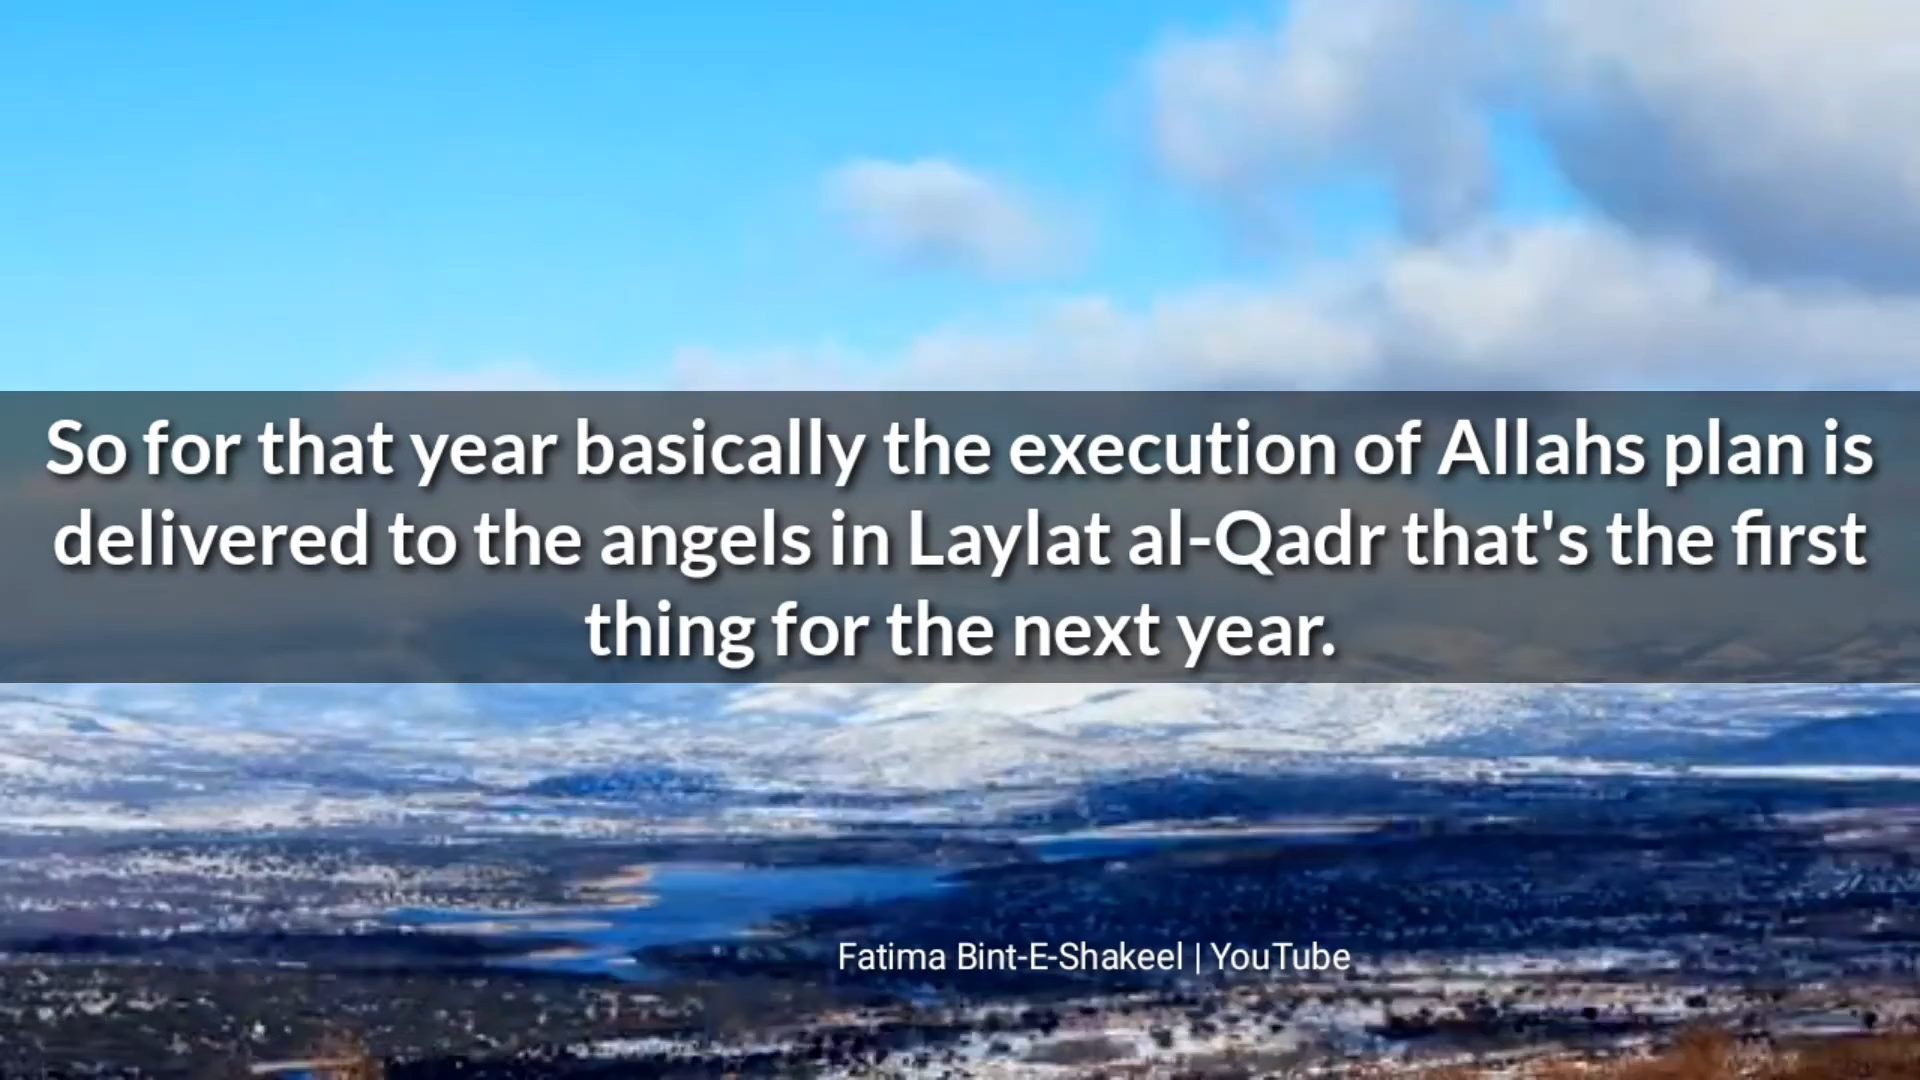 So for that year basically the execution of Allahs plan is
delivered to the angels in Laylat al-Qadr that's the first
thing for the next year.
Fatima Bint-E-Shakeel | YouTube